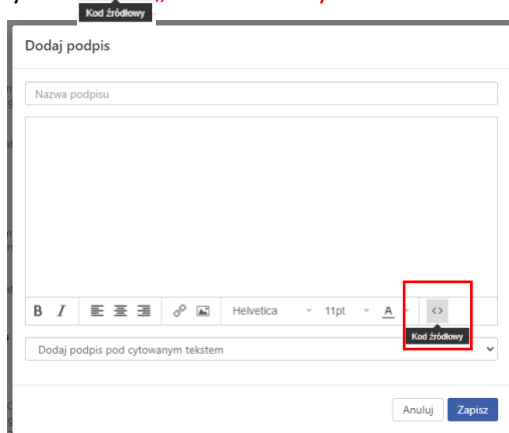 Kod źródłowy
Dodaj podpis
Nazwa podpisu
B I Helvetica 11pt A <>
Kod źródłowy
Dodaj podpis pod cytowanym tekstem
Anuluj Zapisz